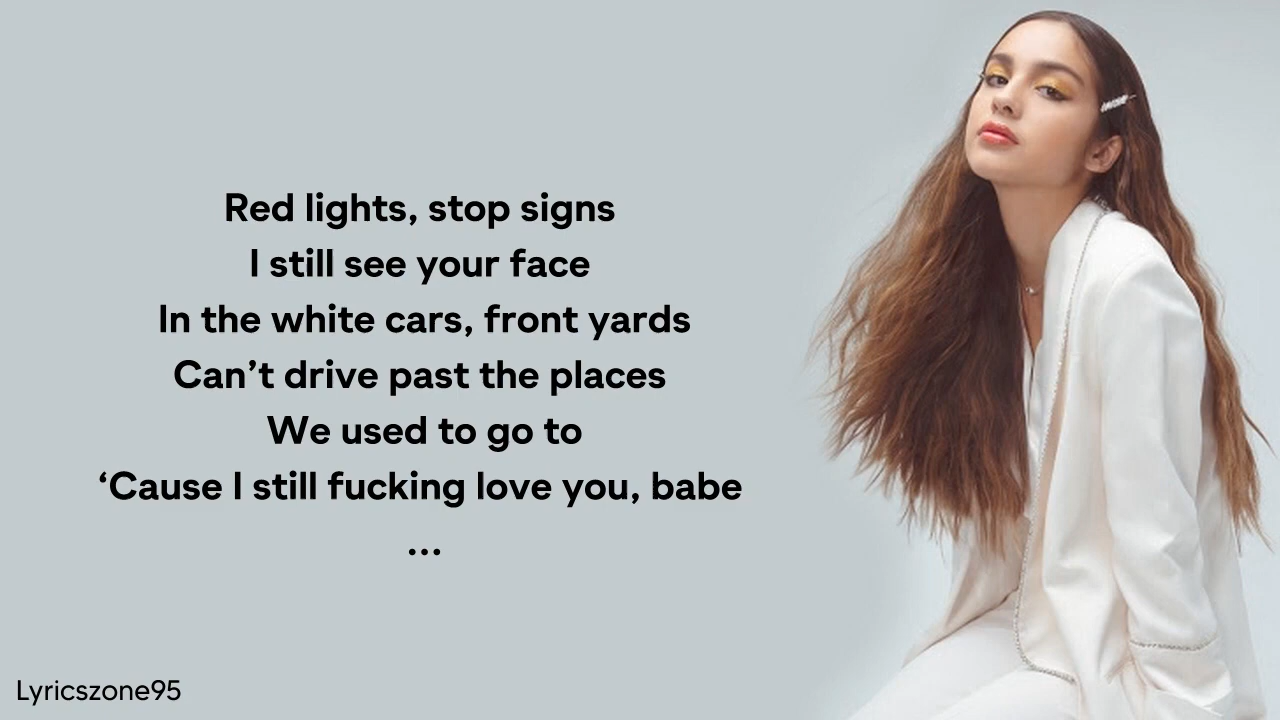 Red lights, stop signs
I still see your face
In the white cars, front yards
Can’t drive past the places
We used to go to
‘Cause I still fucking love you, babe
...
Lyricszone95